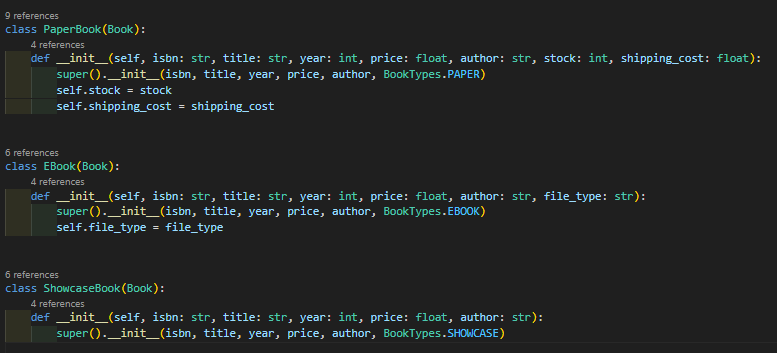 9 references
class PaperBook(Book):
4 references
def __init__(self, isbn: str, title: str, year: int, price: float, author: str, stock: int, shipping_cost: float):
super().__init__(isbn, title, year, price, author, BookTypes.PAPER)
self.stock = stock
self.shipping_cost = shipping_cost
6 references
class EBook(Book):
4 references
def __init__(self, isbn: str, title: str, year: int, price: float, author: str, file_type: str):
super().__init__(isbn, title, year, price, author, BookTypes.EBOOK)
self.file_type = file_type
6 references
class ShowcaseBook(Book):
4 references
def __init__(self, isbn: str, title: str, year: int, price: float, author: str):
super().__init__(isbn, title, year, price, author, BookTypes.SHOWCASE)